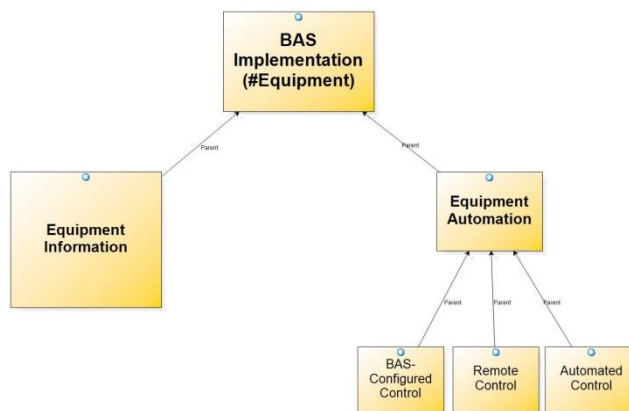 BAS
Implementation
(#Equipment)
Parent
Parent
Equipment
Information
Equipment
Automation
Parent
Parent
Parent
BAS-
Configured
Control
Remote
Control
Automated
Control